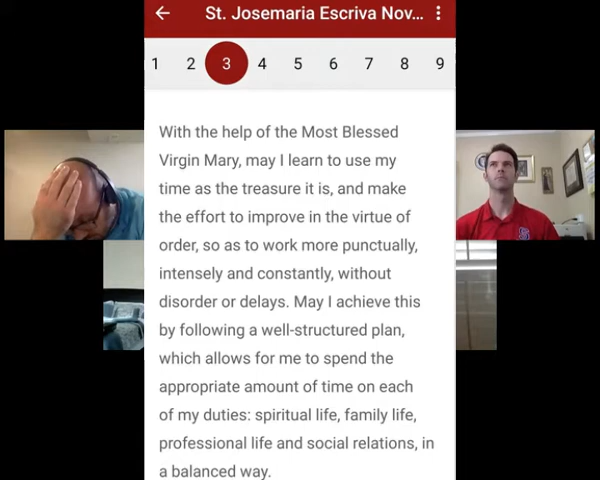 St. Josemaria Escriva Nov...
1 2 3 4 5 6 7 8 9
With the help of the Most Blessed
Virgin Mary, may I learn to use my
time as the treasure it is, and make
the effort to improve in the virtue of
order, so as to work more punctually,
intensely and constantly, without
disorder or delays. May I achieve this
by following a well-structured plan,
which allows for me to spend the
appropriate amount of time on each
of my duties: spiritual life, family life,
professional life and social relations, in
a balanced way.